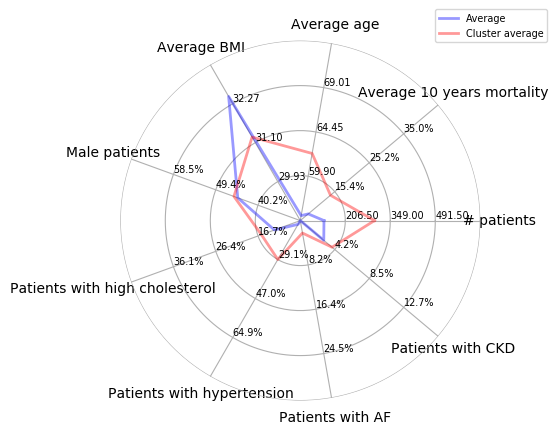 Average
Cluster average
Average age
Average BMI
69.01
Average 10 years mortality
32.27
35.0%
64.45
31.10
Male patients
25.2%
58.5%
59.90
29.93
49.4%
15.4%
40.2%
206.50
349.00
491.50
# patients
16.7%
4.2%
26.4%
29.1%
8.2%
36.1%
8.5%
Patients with high cholesterol
47.0%
12.7%
16.4%
64.9%
24.5%
Patients with CKD
Patients with hypertension
Patients with AF